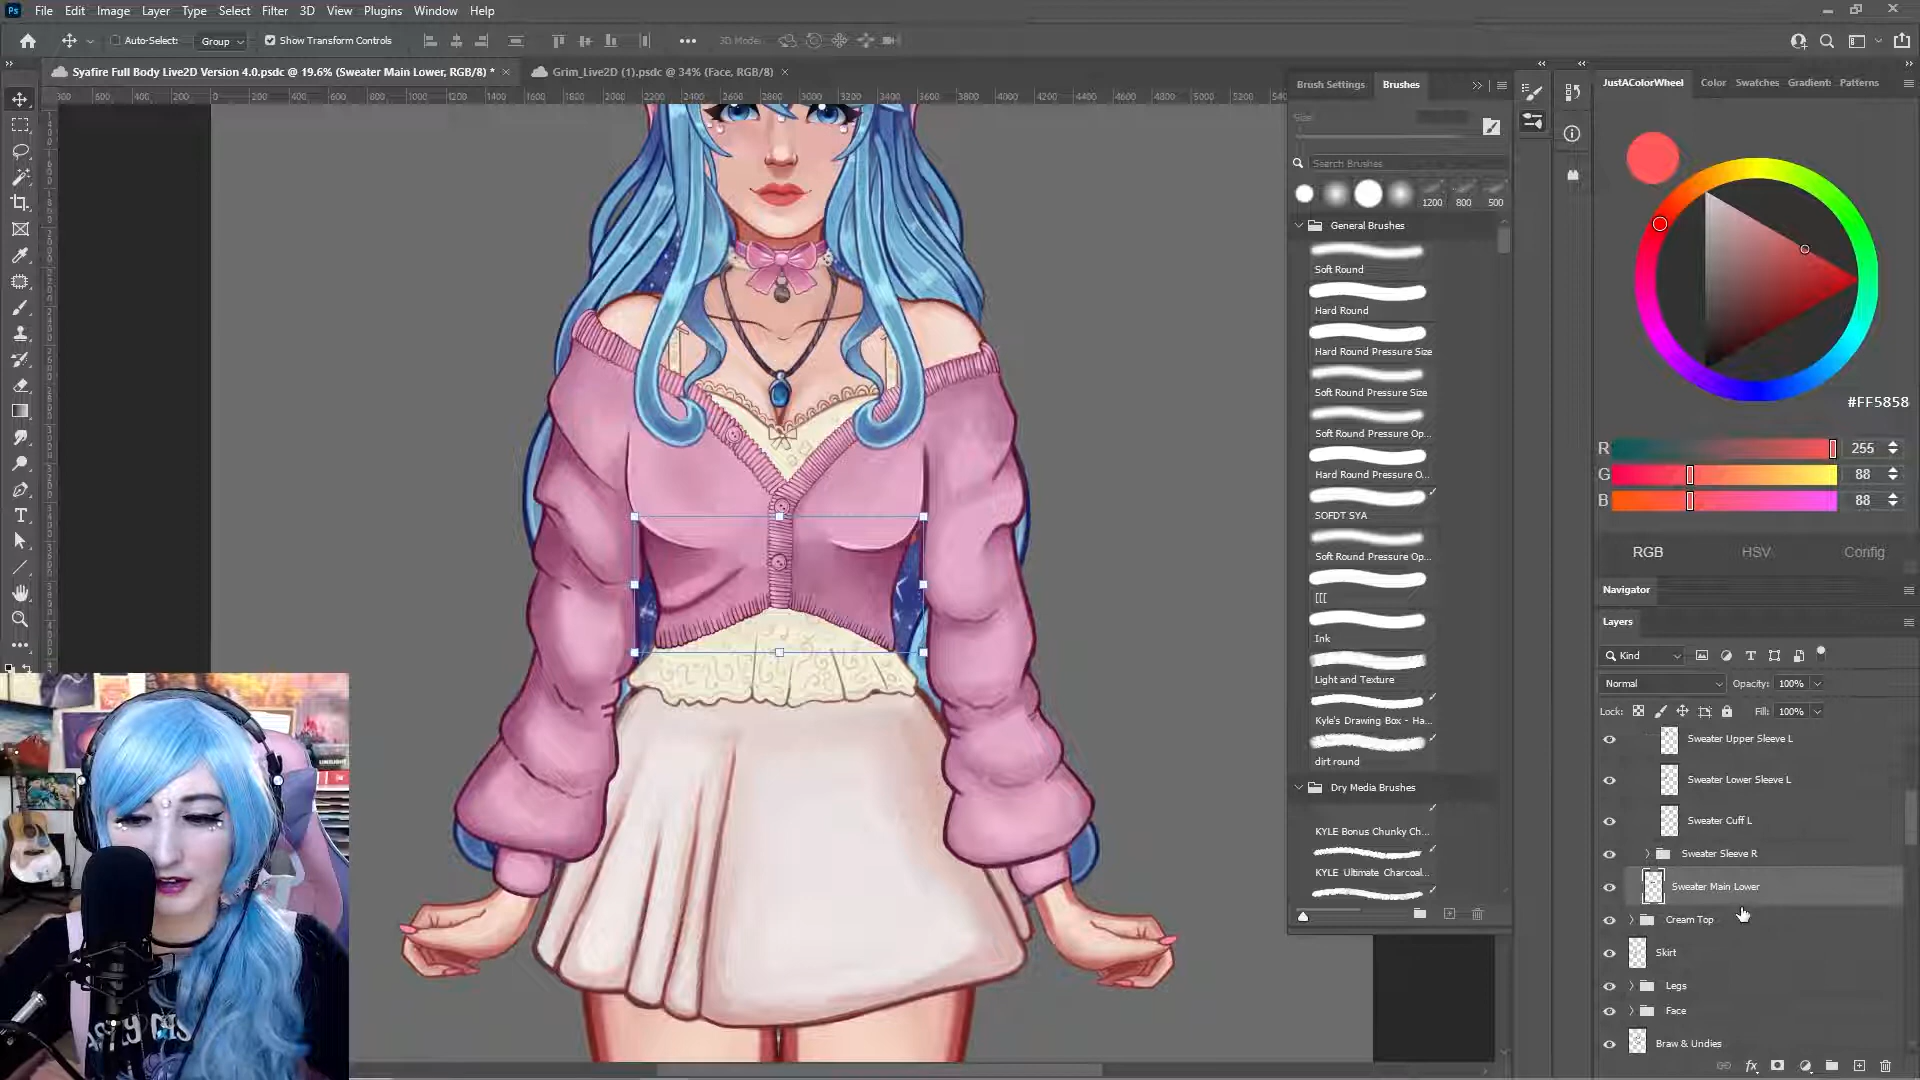 File Edit Image Layer Type Select Filter 3D View Plugins Window Help
Auto-Select: Group Show Transform Controls 3D Mode:
Syafire Full Body Live2D Version 4.0.psdc @ 19.6% (Sweater Main Lower, RGB/8) * ×
Grim_Live2D (1).psdc @ 34% (Face, RGB/8) ×
Brush Settings Brushes
Size:
Search Brushes
1200 800 500
General Brushes
Soft Round
Hard Round
Hard Round Pressure Size
Soft Round Pressure Size
Soft Round Pressure Op...
Hard Round Pressure O...
SOFDT SYA
Soft Round Pressure Op...
[[[
Ink
Light and Texture
Kyle's Drawing Box - Ha...
dirt round
Dry Media Brushes
KYLE Bonus Chunky Ch...
KYLE Ultimate Charcoal...
JustAColorWheel Color Swatches Gradient: Patterns
#FF5858
R 255
G 88
B 88
RGB HSV Config
Navigator
Layers
Kind
Normal Opacity: 100%
Lock: Fill: 100%
Sweater Upper Sleeve L
Sweater Lower Sleeve L
Sweater Cuff L
Sweater Sleeve R
Sweater Main Lower
Cream Top
Skirt
Legs
Face
Braw & Undies